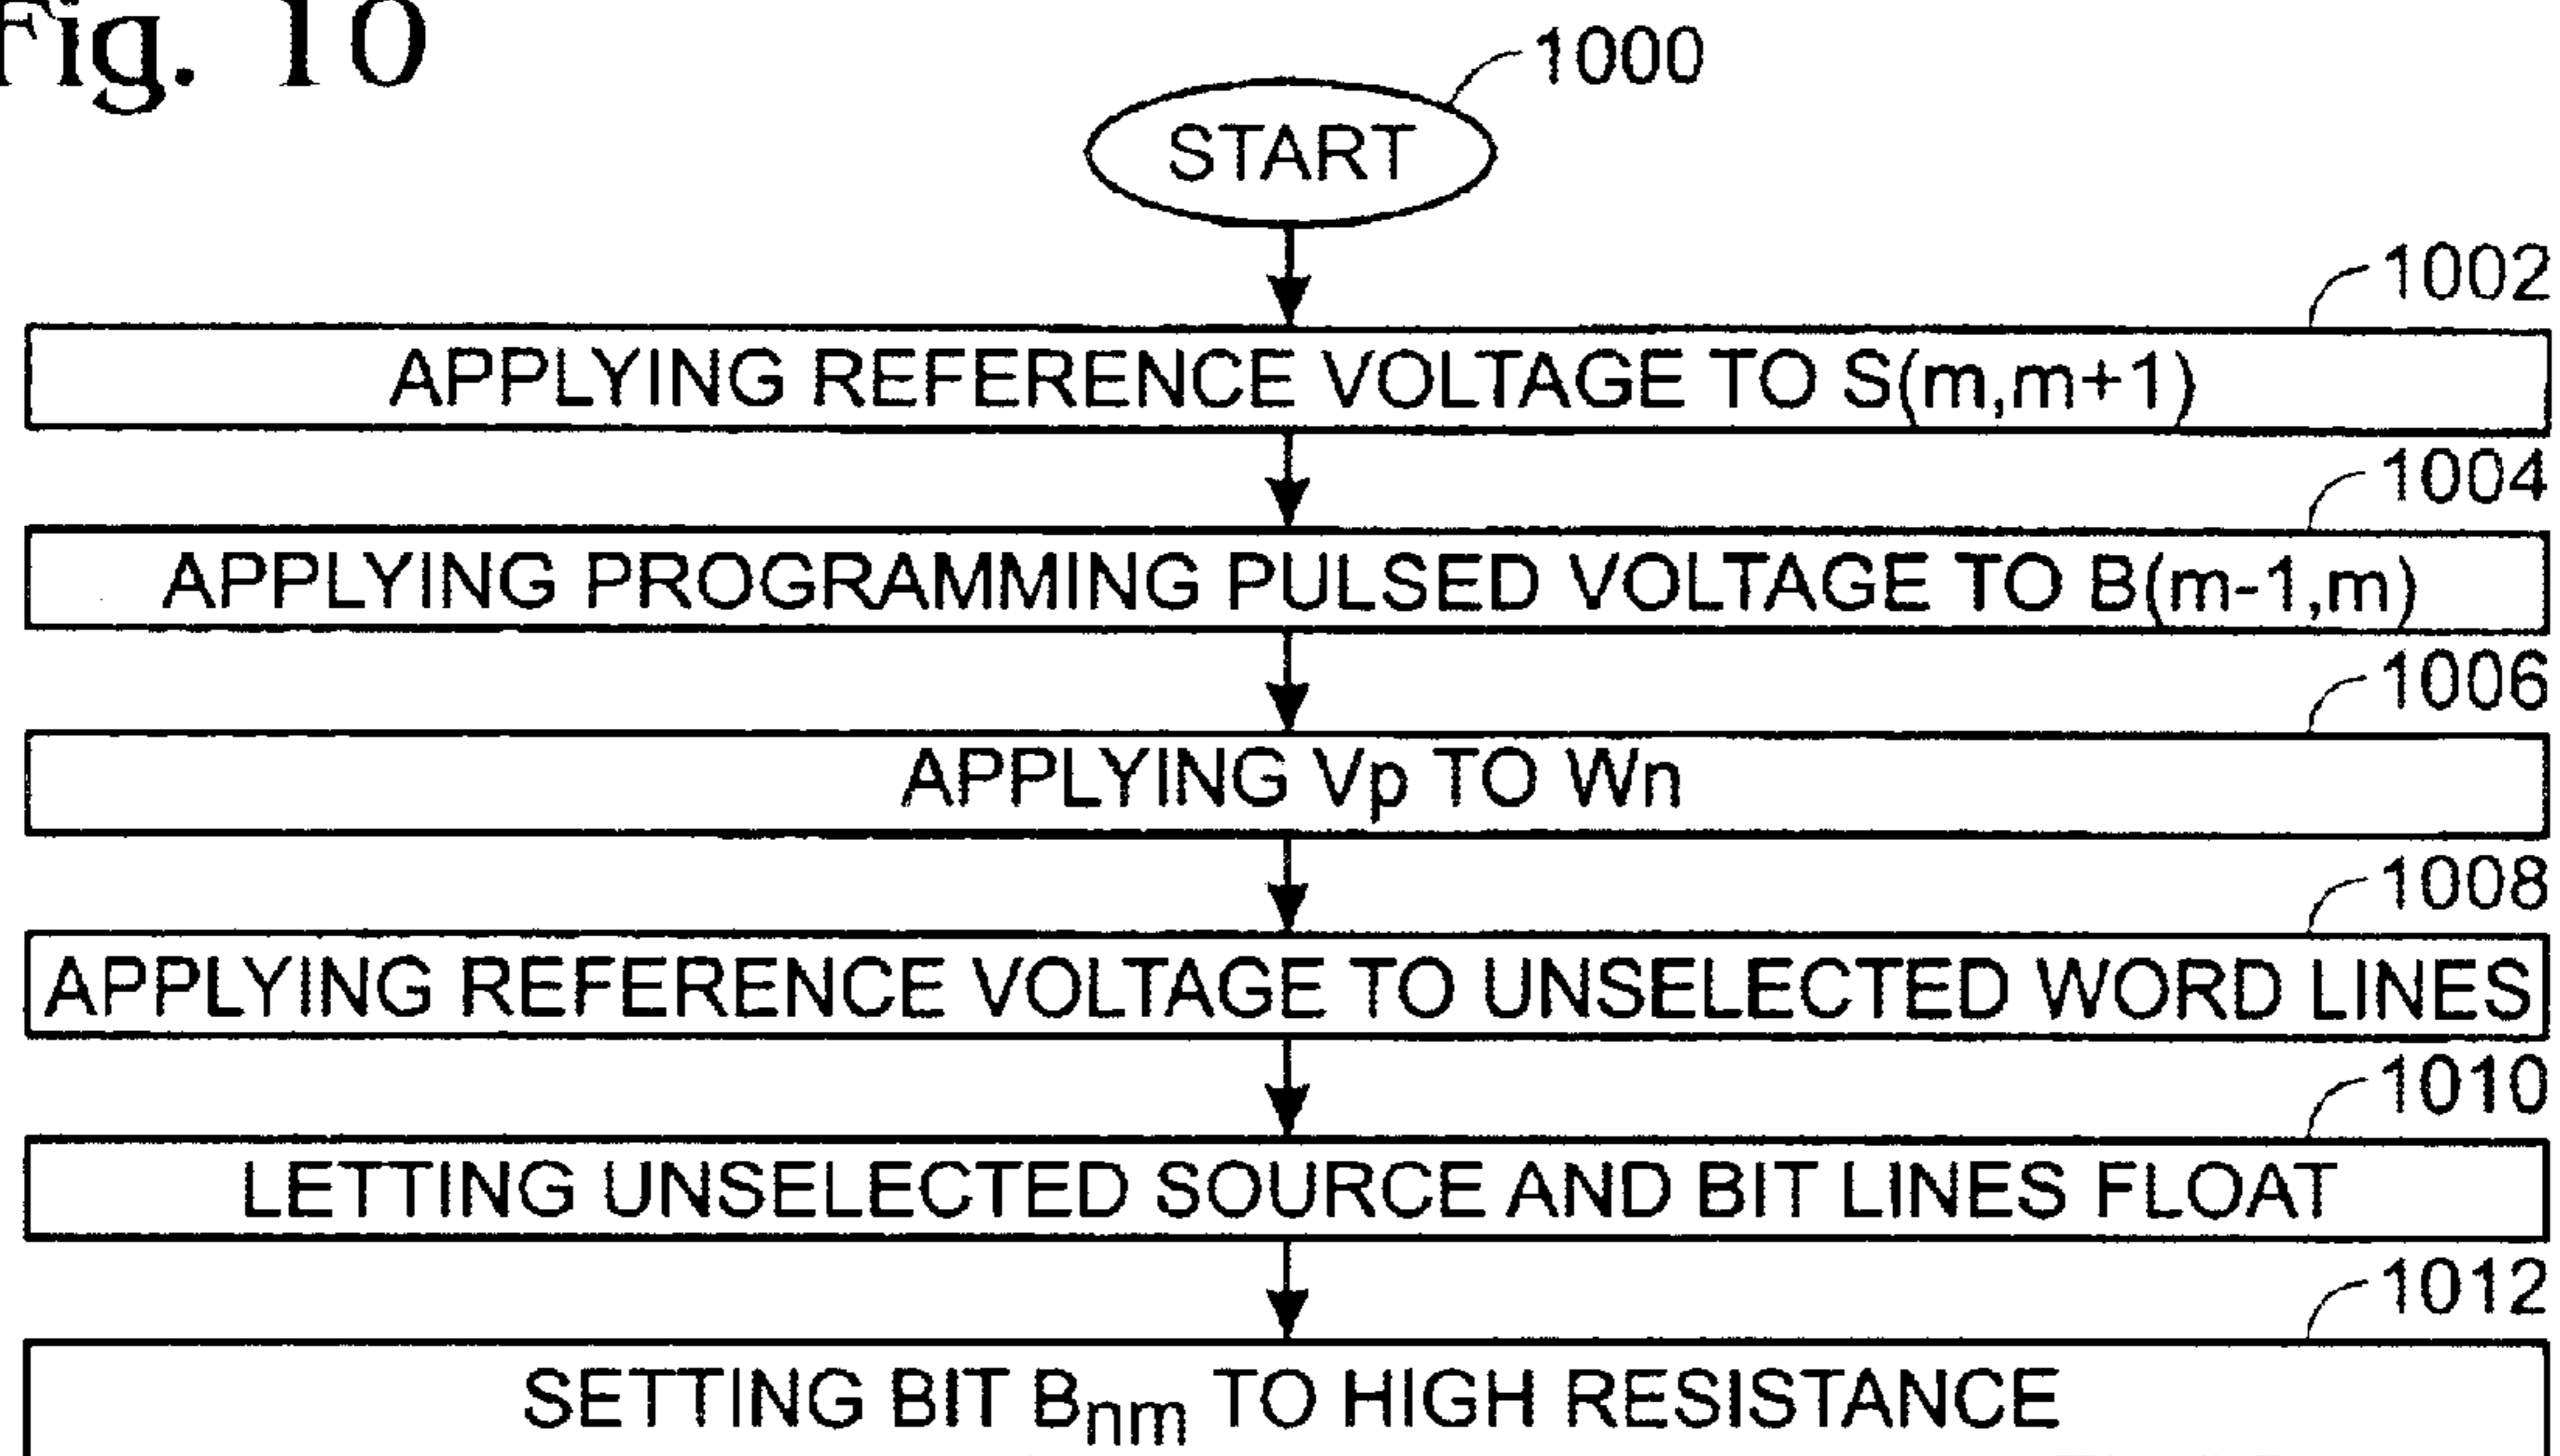 Fig. 10
1000
START
1002
APPLYING REFERENCE VOLTAGE TO S(m,m+1)
1004
APPLYING PROGRAMMING PULSED VOLTAGE TO B(m-1,m)
1006
APPLYING Vp TO Wn
1008
APPLYING REFERENCE VOLTAGE TO UNSELECTED WORD LINES
1010
LETTING UNSELECTED SOURCE AND BIT LINES FLOAT
1012
SETTING BIT Bnm TO HIGH RESISTANCE